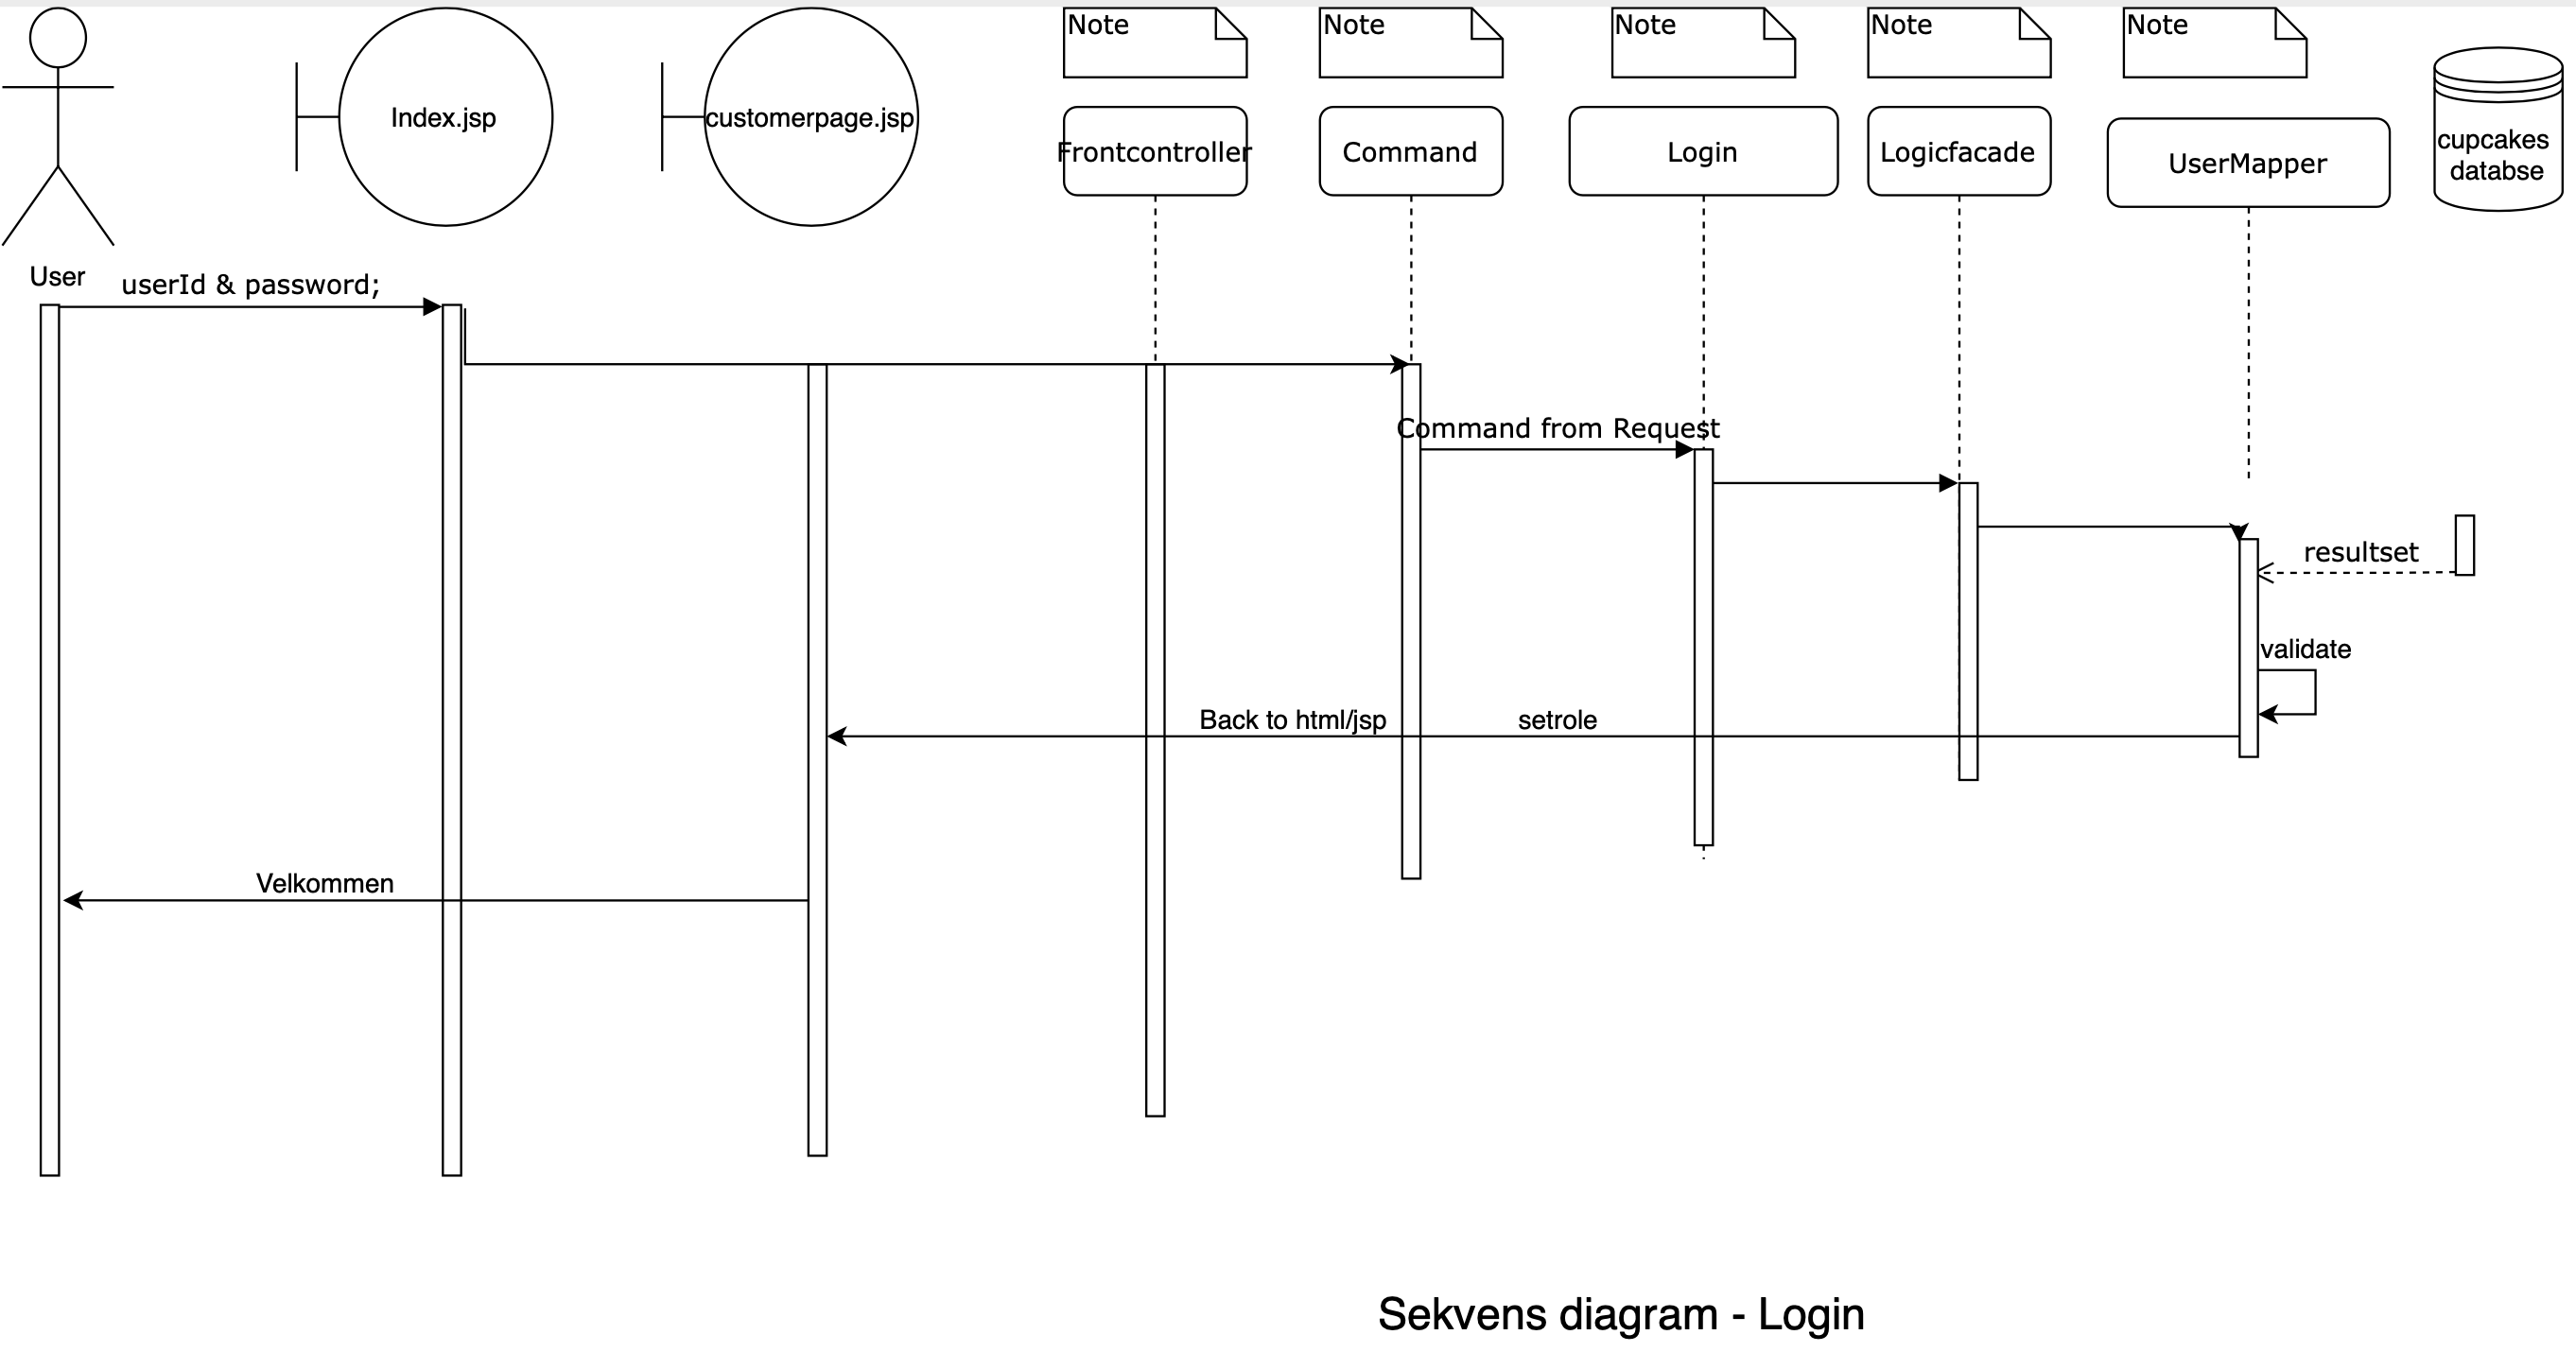 Note
Note
Note
Note
Note
Index.jsp
customerpage.jsp
Frontcontroller
Command
Login
Logicfacade
UserMapper
cupcakes
databse
User
userId & password;
Command from Request
resultset
validate
Back to html/jsp
setrole
Velkommen
Sekvens diagram - Login